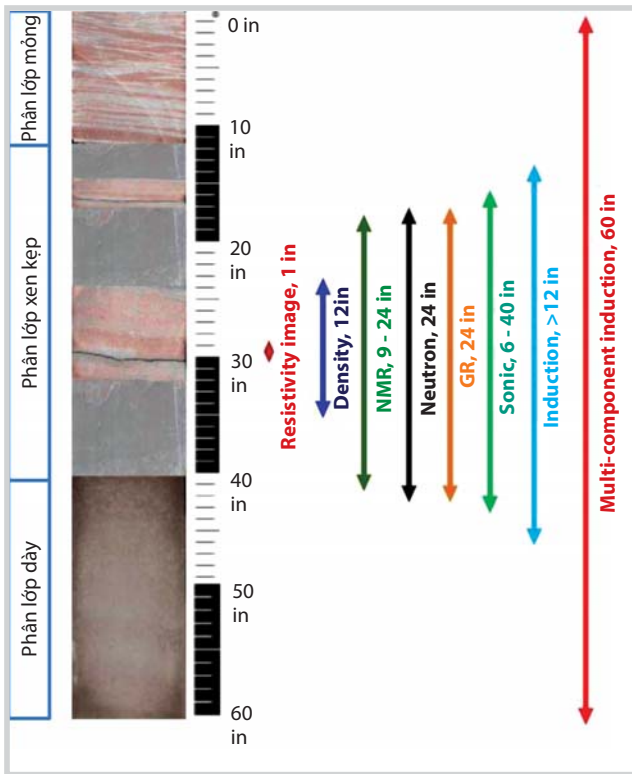 Phân lớp mỏng
Phân lớp xen kẹp
Phân lớp dày
0 in
10
in
20
in
30
in
40
in
50
in
60
in
Resistivity image, 1 in
Density, 12in
NMR, 9 - 24 in
Neutron, 24 in
GR, 24 in
Sonic, 6 - 40 in
Induction, >12 in
Multi-component induction, 60 in